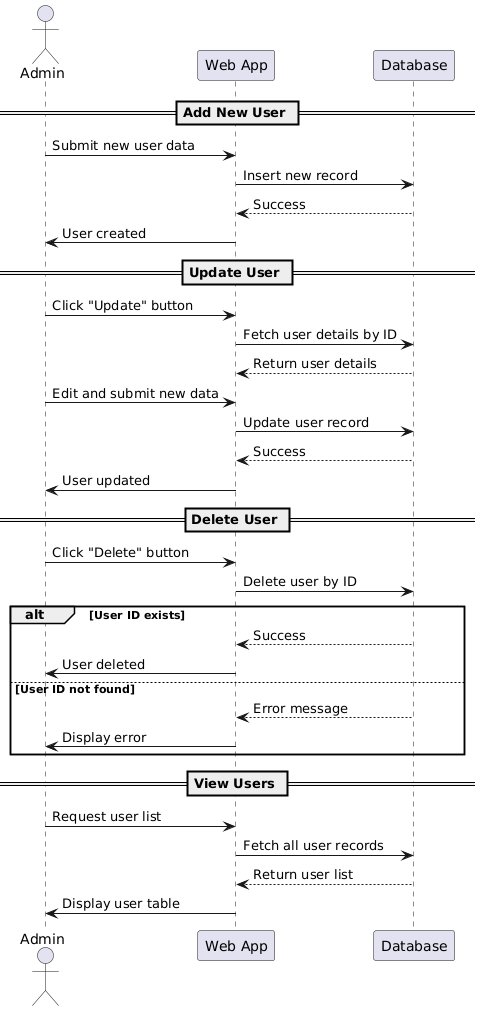 Admin
Web App
Database
Add New User
Submit new user data
Insert new record
Success
User created
Update User
Click "Update" button
Fetch user details by ID
Return user details
Edit and submit new data
Update user record
Success
User updated
Delete User
Click "Delete" button
Delete user by ID
alt [User ID exists]
Success
User deleted
[User ID not found]
Error message
Display error
View Users
Request user list
Fetch all user records
Return user list
Display user table
Admin
Web App
Database